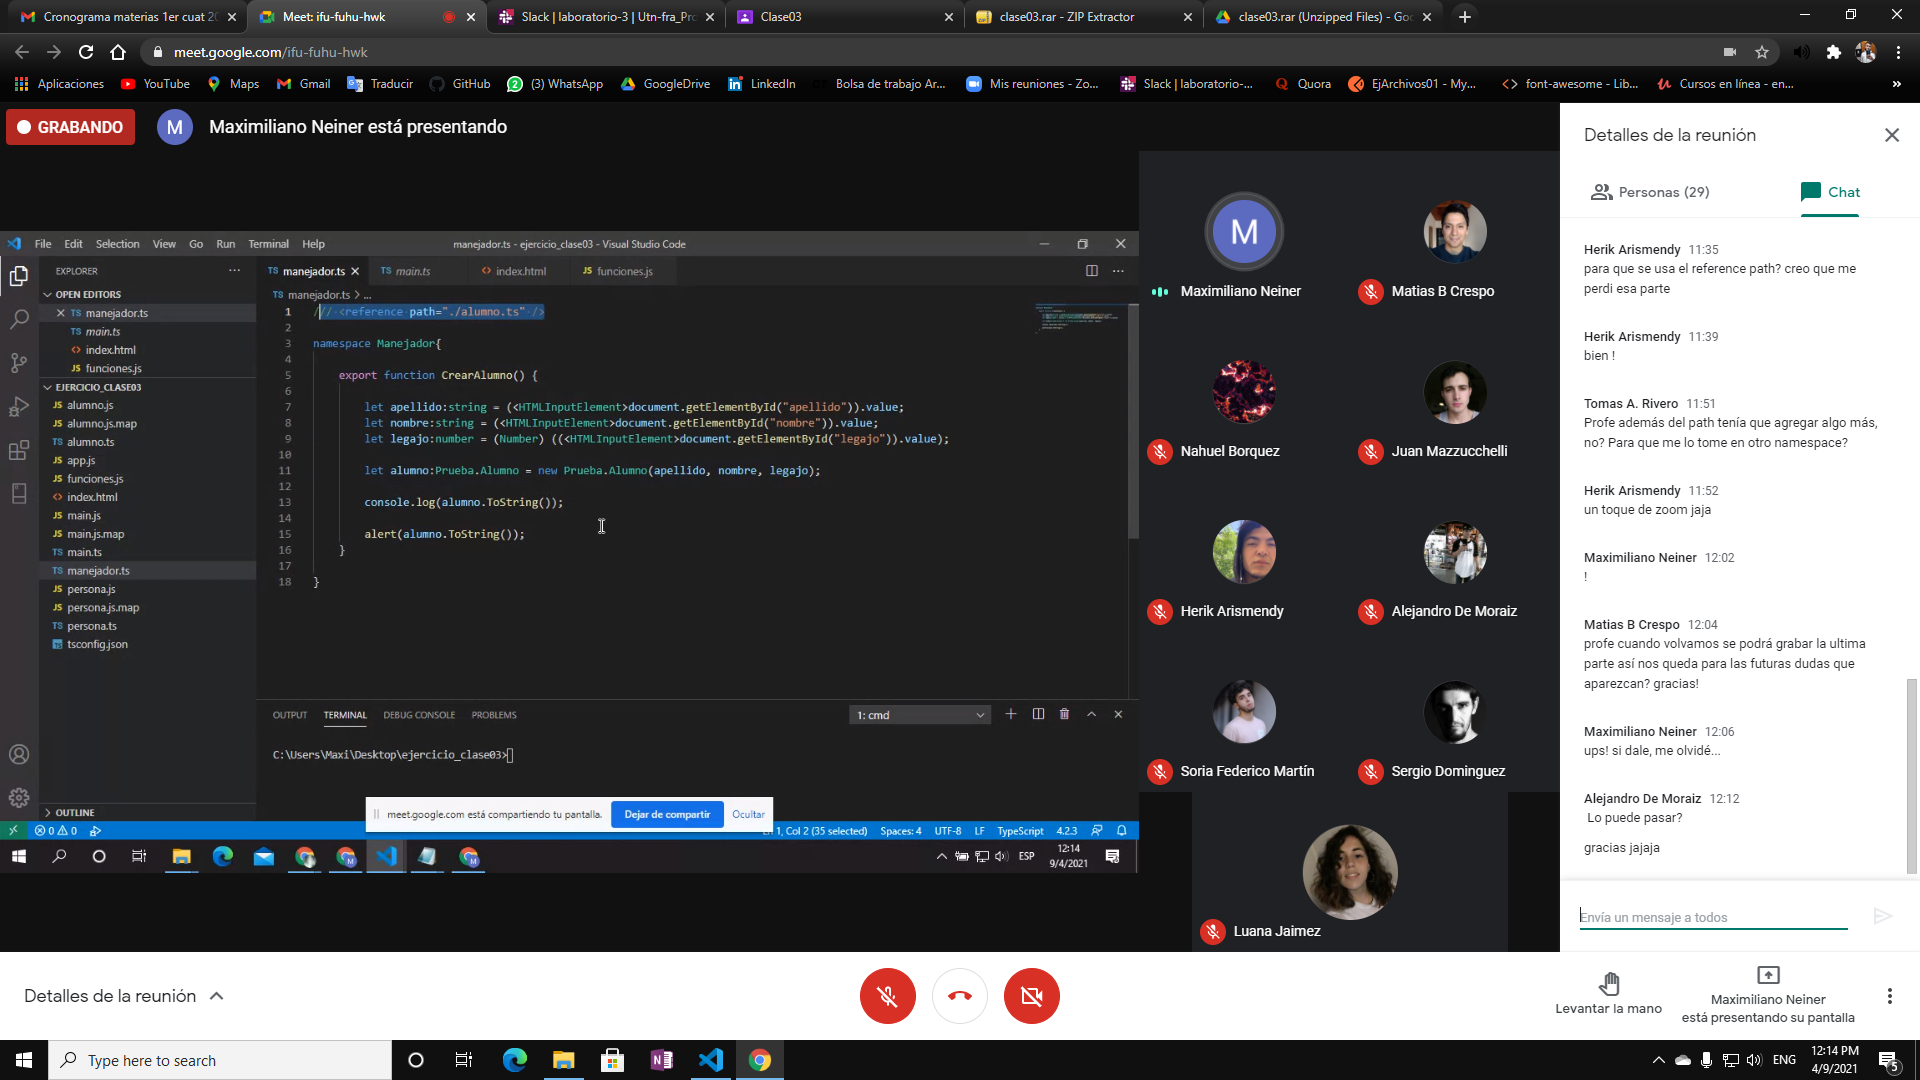 Cronograma materias 1er cuat 20
Meet: ifu-fuhu-hwk
Slack | laboratorio-3 | Utn-fra_Pro
Clase03
clase03.rar - ZIP Extractor
clase03.rar (Unzipped Files) - Goo
meet.google.com/ifu-fuhu-hwk
Aplicaciones
YouTube
Maps
Gmail
Traducir
GitHub
(3) WhatsApp
GoogleDrive
LinkedIn
Bolsa de trabajo Ar...
Mis reuniones - Zo...
Slack | laboratorio-...
Quora
EjArchivos01 - My...
font-awesome - Lib...
Cursos en línea - en...
»
GRABANDO
M
Maximiliano Neiner está presentando
File Edit Selection View Go Run Terminal Help
manejador.ts - ejercicio_clase03 - Visual Studio Code
EXPLORER
OPEN EDITORS
TS manejador.ts
TS main.ts
<> index.html
JS funciones.js
EJERCICIO_CLASE03
JS alumno.js
JS alumno.js.map
TS alumno.ts
JS app.js
JS funciones.js
<> index.html
JS main.js
JS main.js.map
TS main.ts
TS manejador.ts
JS persona.js
JS persona.js.map
TS persona.ts
tsconfig.json
OUTLINE
TS manejador.ts
TS main.ts
<> index.html
JS funciones.js
TS manejador.ts > ...
1 /// <reference path="./alumno.ts" />
2
3 namespace Manejador{
4
5 export function CrearAlumno() {
6
7 let apellido:string = (<HTMLInputElement>document.getElementById("apellido")).value;
8 let nombre:string = (<HTMLInputElement>document.getElementById("nombre")).value;
9 let legajo:number = (Number) ((<HTMLInputElement>document.getElementById("legajo")).value);
10
11 let alumno:Prueba.Alumno = new Prueba.Alumno(apellido, nombre, legajo);
12
13 console.log(alumno.ToString());
14
15 alert(alumno.ToString());
16 }
17
18 }
OUTPUT TERMINAL DEBUG CONSOLE PROBLEMS
1: cmd
C:\Users\Maxi\Desktop\ejercicio_clase03>
meet.google.com está compartiendo tu pantalla.
Dejar de compartir
Ocultar
0 0
1, Col 2 (35 selected)
Spaces: 4
UTF-8
LF
TypeScript
4.2.3
ESP
12:14
9/4/2021
M
Maximiliano Neiner
Matias B Crespo
Nahuel Borquez
Juan Mazzucchelli
Herik Arismendy
Alejandro De Moraiz
Soria Federico Martín
Sergio Dominguez
Luana Jaimez
Detalles de la reunión
Personas (29)
Chat
Herik Arismendy 11:35
para que se usa el reference path? creo que me
perdi esa parte
Herik Arismendy 11:39
bien !
Tomas A. Rivero 11:51
Profe además del path tenía que agregar algo más,
no? Para que me lo tome en otro namespace?
Herik Arismendy 11:52
un toque de zoom jaja
Maximiliano Neiner 12:02
!
Matias B Crespo 12:04
profe cuando volvamos se podrá grabar la ultima
parte así nos queda para las futuras dudas que
aparezcan? gracias!
Maximiliano Neiner 12:06
ups! si dale, me olvidé...
Alejandro De Moraiz 12:12
Lo puede pasar?
gracias jajaja
Envía un mensaje a todos
Detalles de la reunión
Levantar la mano
Maximiliano Neiner
está presentando su pantalla
Type here to search
ENG
12:14 PM
4/9/2021
5